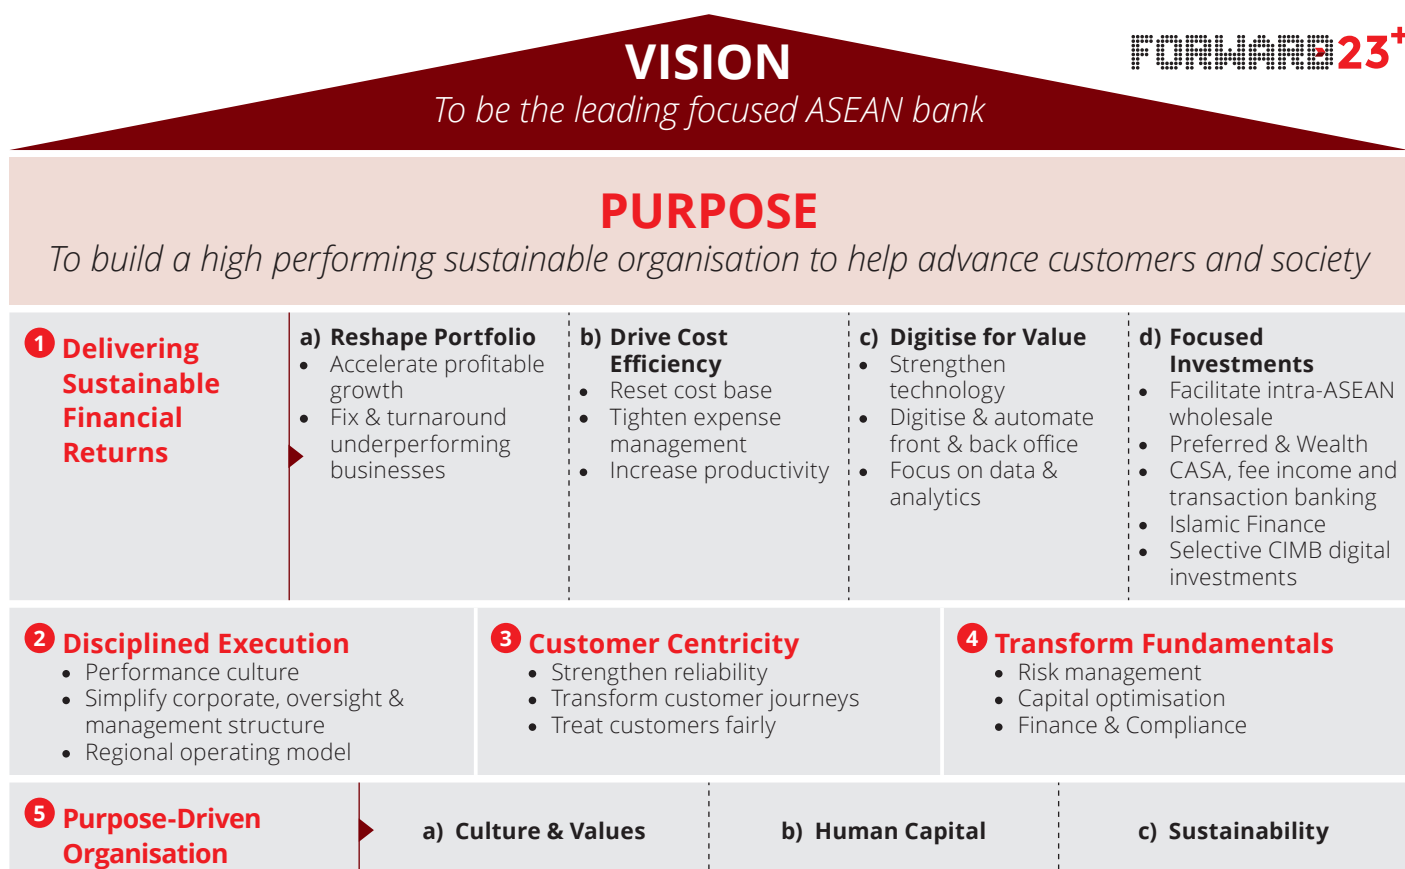 VISION
To be the leading focused ASEAN bank
FORWARD23+
PURPOSE
To build a high performing sustainable organisation to help advance customers and society
1 Delivering
Sustainable
Financial
Returns
a) Reshape Portfolio
• Accelerate profitable
growth
• Fix & turnaround
underperforming
businesses
b) Drive Cost
Efficiency
• Reset cost base
• Tighten expense
management
• Increase productivity
c) Digitise for Value
• Strengthen
technology
• Digitise & automate
front & back office
• Focus on data &
analytics
d) Focused
Investments
• Facilitate intra-ASEAN
wholesale
• Preferred & Wealth
• CASA, fee income and
transaction banking
• Islamic Finance
• Selective CIMB digital
investments
2 Disciplined Execution
• Performance culture
• Simplify corporate, oversight &
management structure
• Regional operating model
3 Customer Centricity
• Strengthen reliability
• Transform customer journeys
• Treat customers fairly
4 Transform Fundamentals
• Risk management
• Capital optimisation
• Finance & Compliance
5 Purpose-Driven
Organisation
a) Culture & Values
b) Human Capital
c) Sustainability